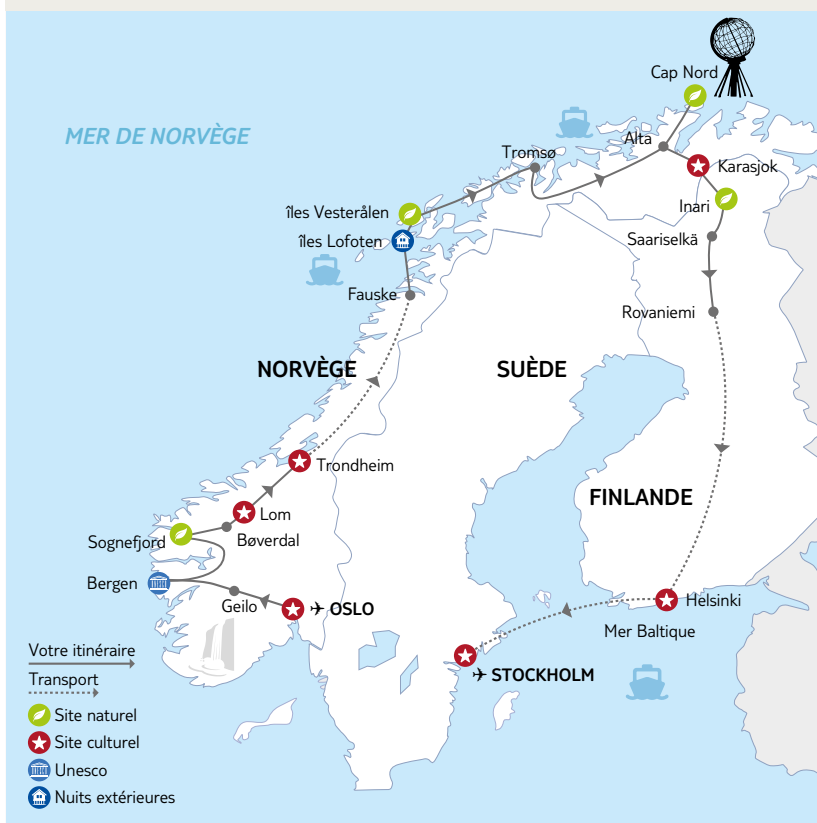 Cap Nord
MER DE NORVÈGE
Tromsø
Alta
Karasjok
îles Vesterålen
Inari
îles Lofoten
Saariselkä
Fauske
Rovaniemi
NORVÈGE
SUÈDE
Trondheim
FINLANDE
Lom
Sognefjord
Bøverdal
Bergen
Geilo
OSLO
Helsinki
Mer Baltique
STOCKHOLM
Votre itinéraire
Transport
Site naturel
Site culturel
Unesco
Nuits extérieures